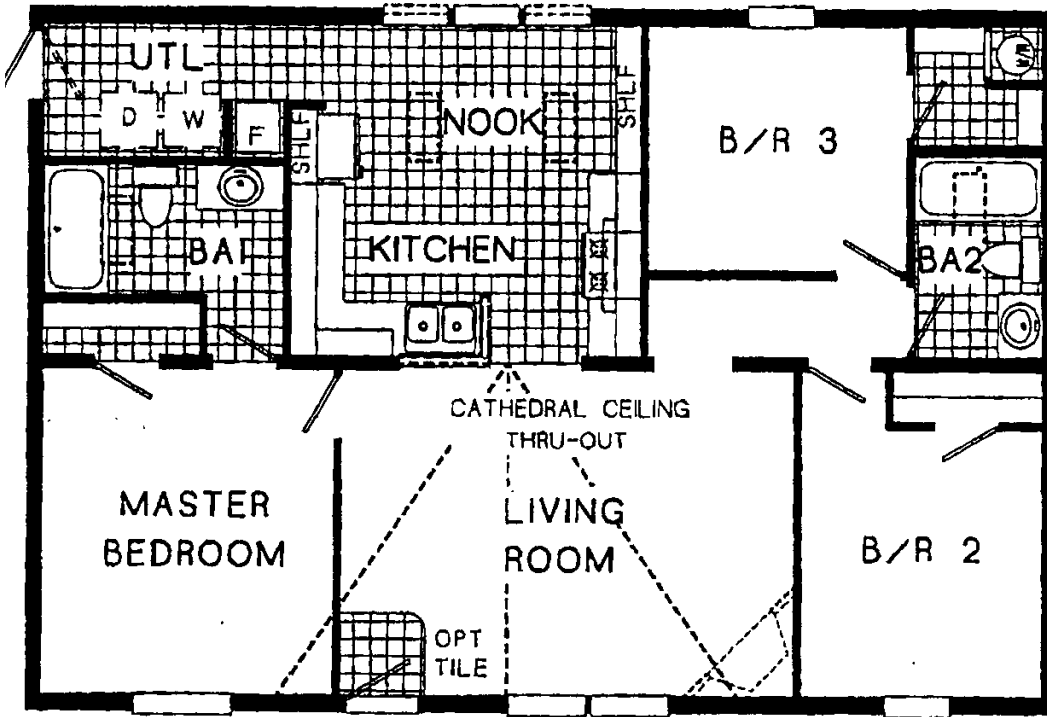 UTL
D
W
F
SHLF
NOOK
SHLF
B/R 3
W/H
KITCHEN
BA1
BA2
CATHEDRAL CEILING
THRU-OUT
MASTER
BEDROOM
LIVING
ROOM
B/R 2
OPT
TILE